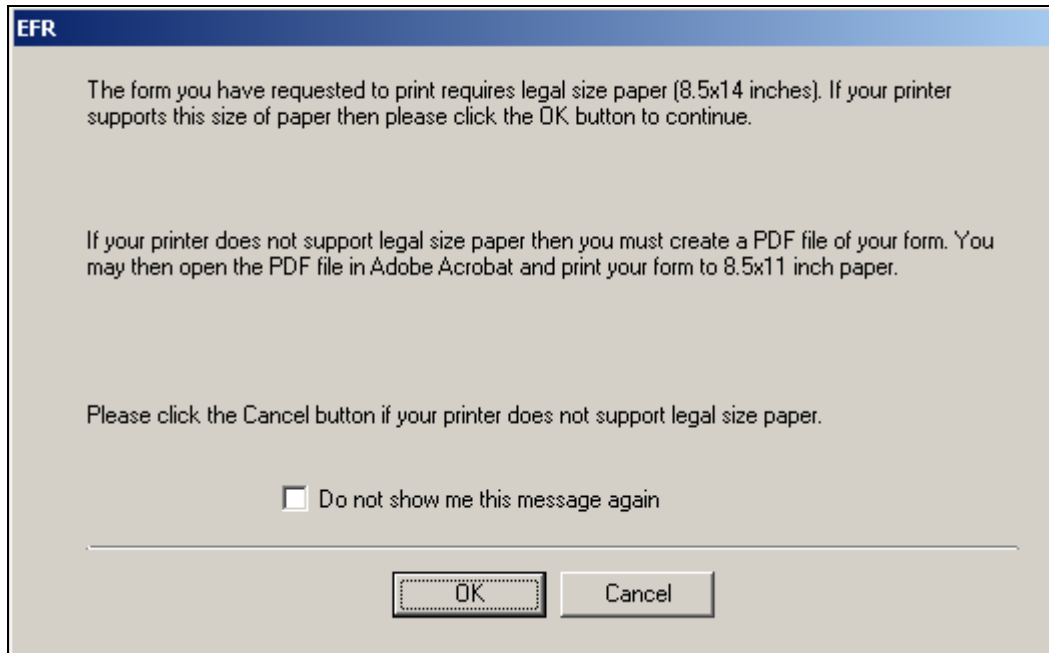 EFR
The form you have requested to print requires legal size paper (8.5x14 inches). If your printer
supports this size of paper then please click the OK button to continue.
If your printer does not support legal size paper then you must create a PDF file of your form. You
may then open the PDF file in Adobe Acrobat and print your form to 8.5x11 inch paper.
Please click the Cancel button if your printer does not support legal size paper.
Do not show me this message again
OK Cancel